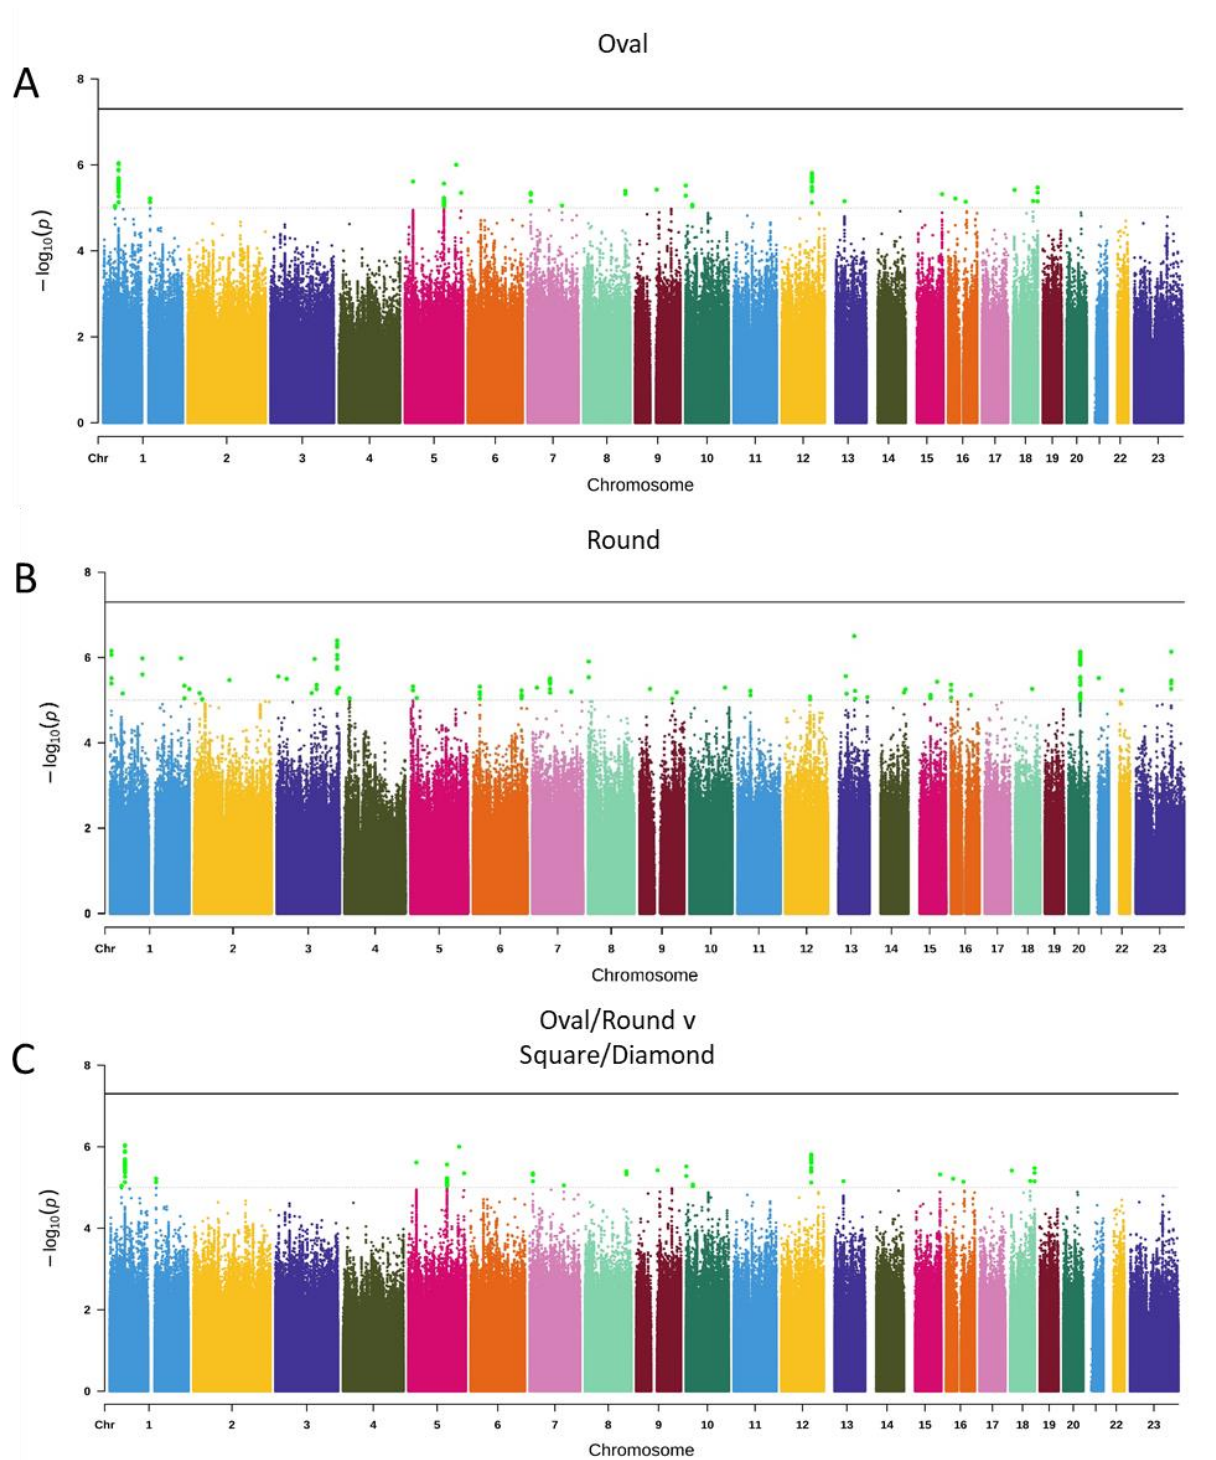 Oval
A
8
6
4
2
0
− log₁₀(p)
Chr 1 2 3 4 5 6 7 8 9 10 11 12 13 14 15 16 17 18 19 20 22 23
Chromosome
Round
B
8
6
4
2
0
− log₁₀(p)
Chr 1 2 3 4 5 6 7 8 9 10 11 12 13 14 15 16 17 18 19 20 22 23
Chromosome
Oval/Round v
Square/Diamond
C
8
6
4
2
0
− log₁₀(p)
Chr 1 2 3 4 5 6 7 8 9 10 11 12 13 14 15 16 17 18 19 20 22 23
Chromosome